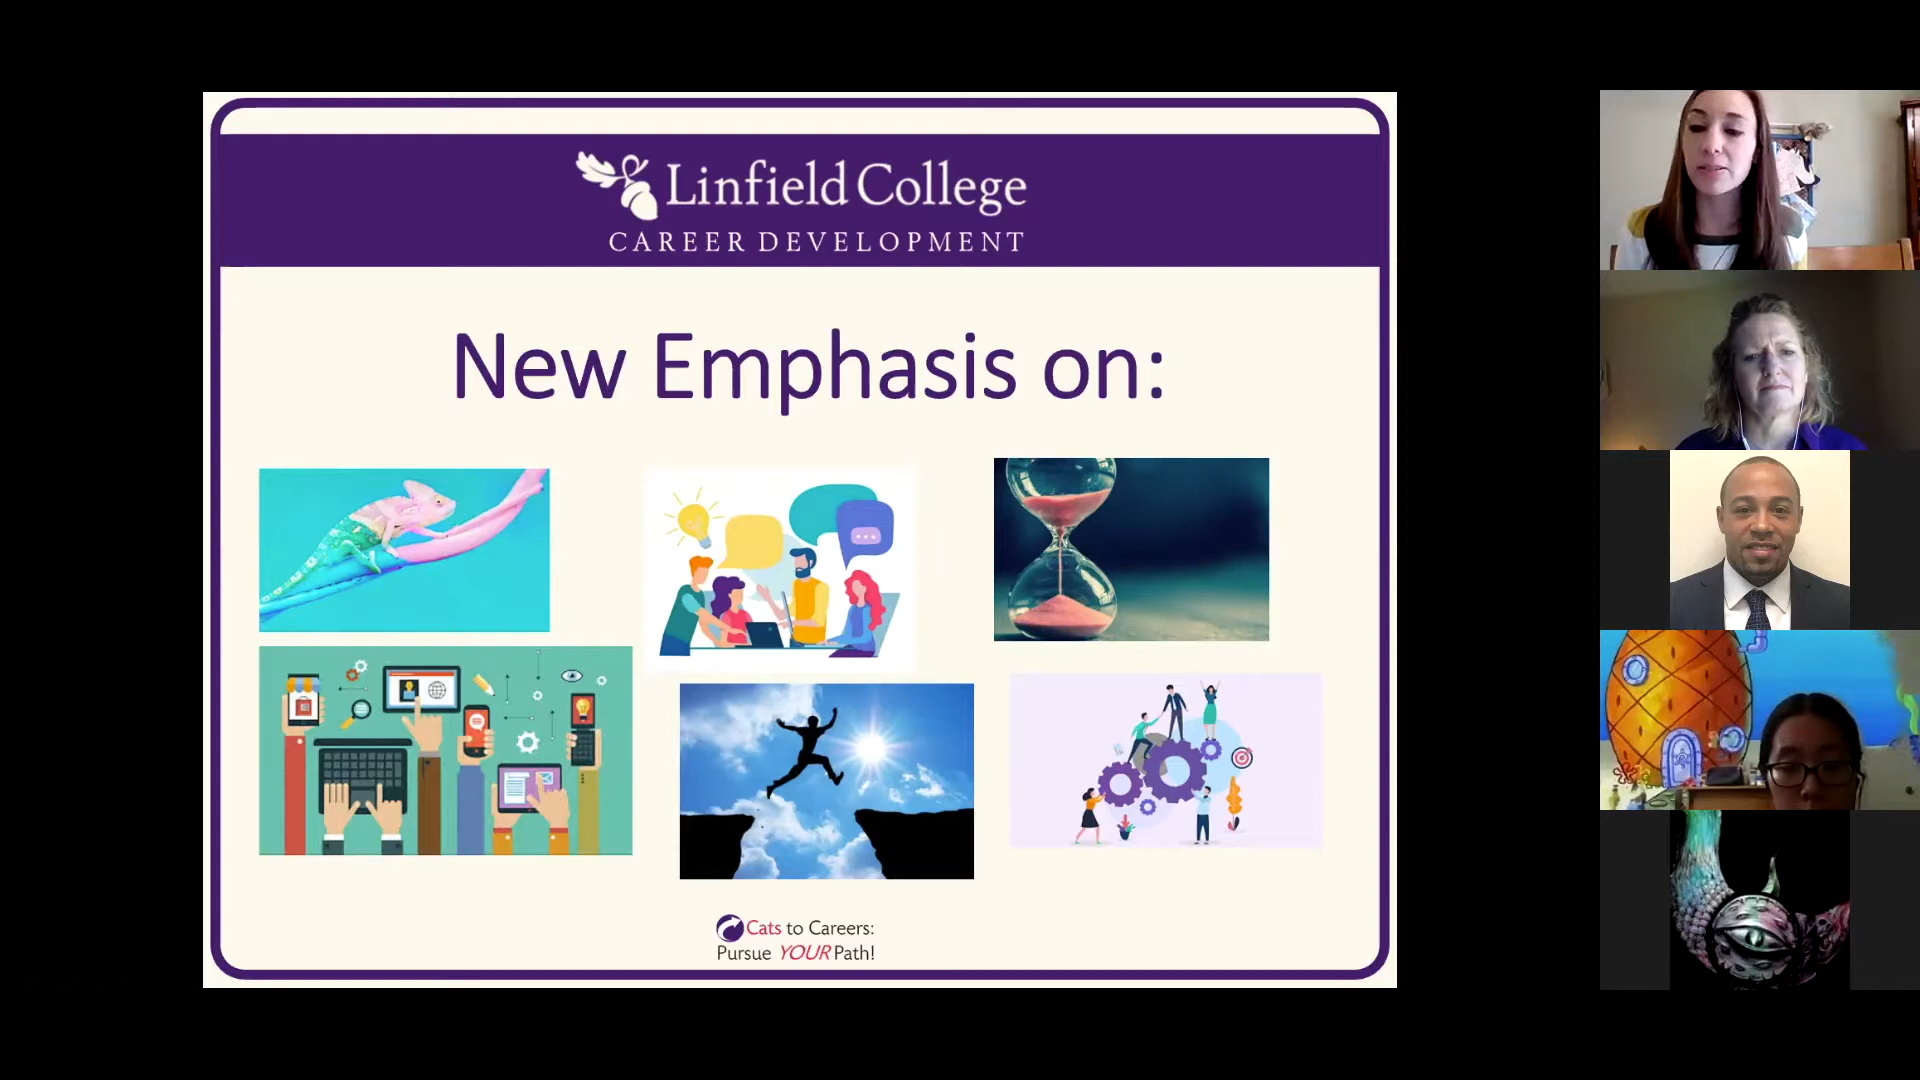 Linfield College
CAREER DEVELOPMENT
New Emphasis on:
Cats to Careers:
Pursue YOUR Path!